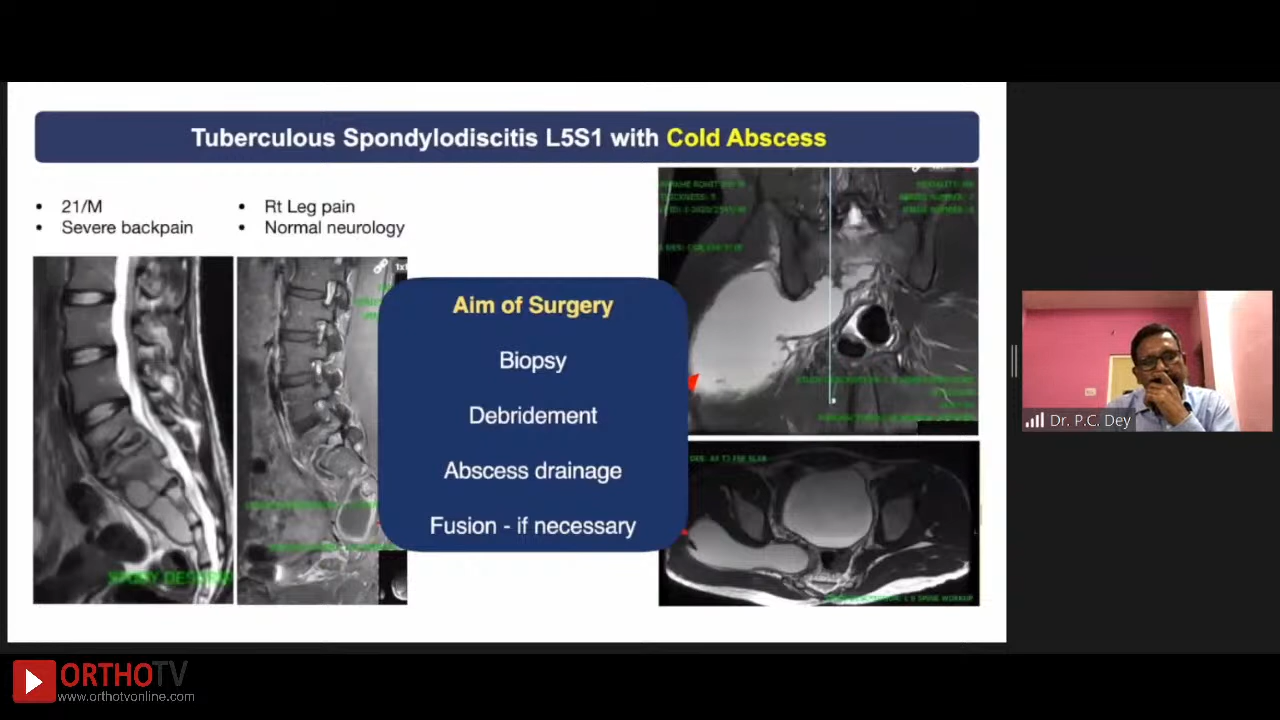 Tuberculous Spondylodiscitis L5S1 with Cold Abscess
• 21/M
• Severe backpain
• Rt Leg pain
• Normal neurology
Aim of Surgery
Biopsy
Debridement
Abscess drainage
Fusion - if necessary
Dr. P.C. Dey
ORTHOTV
www.orthotvonline.com